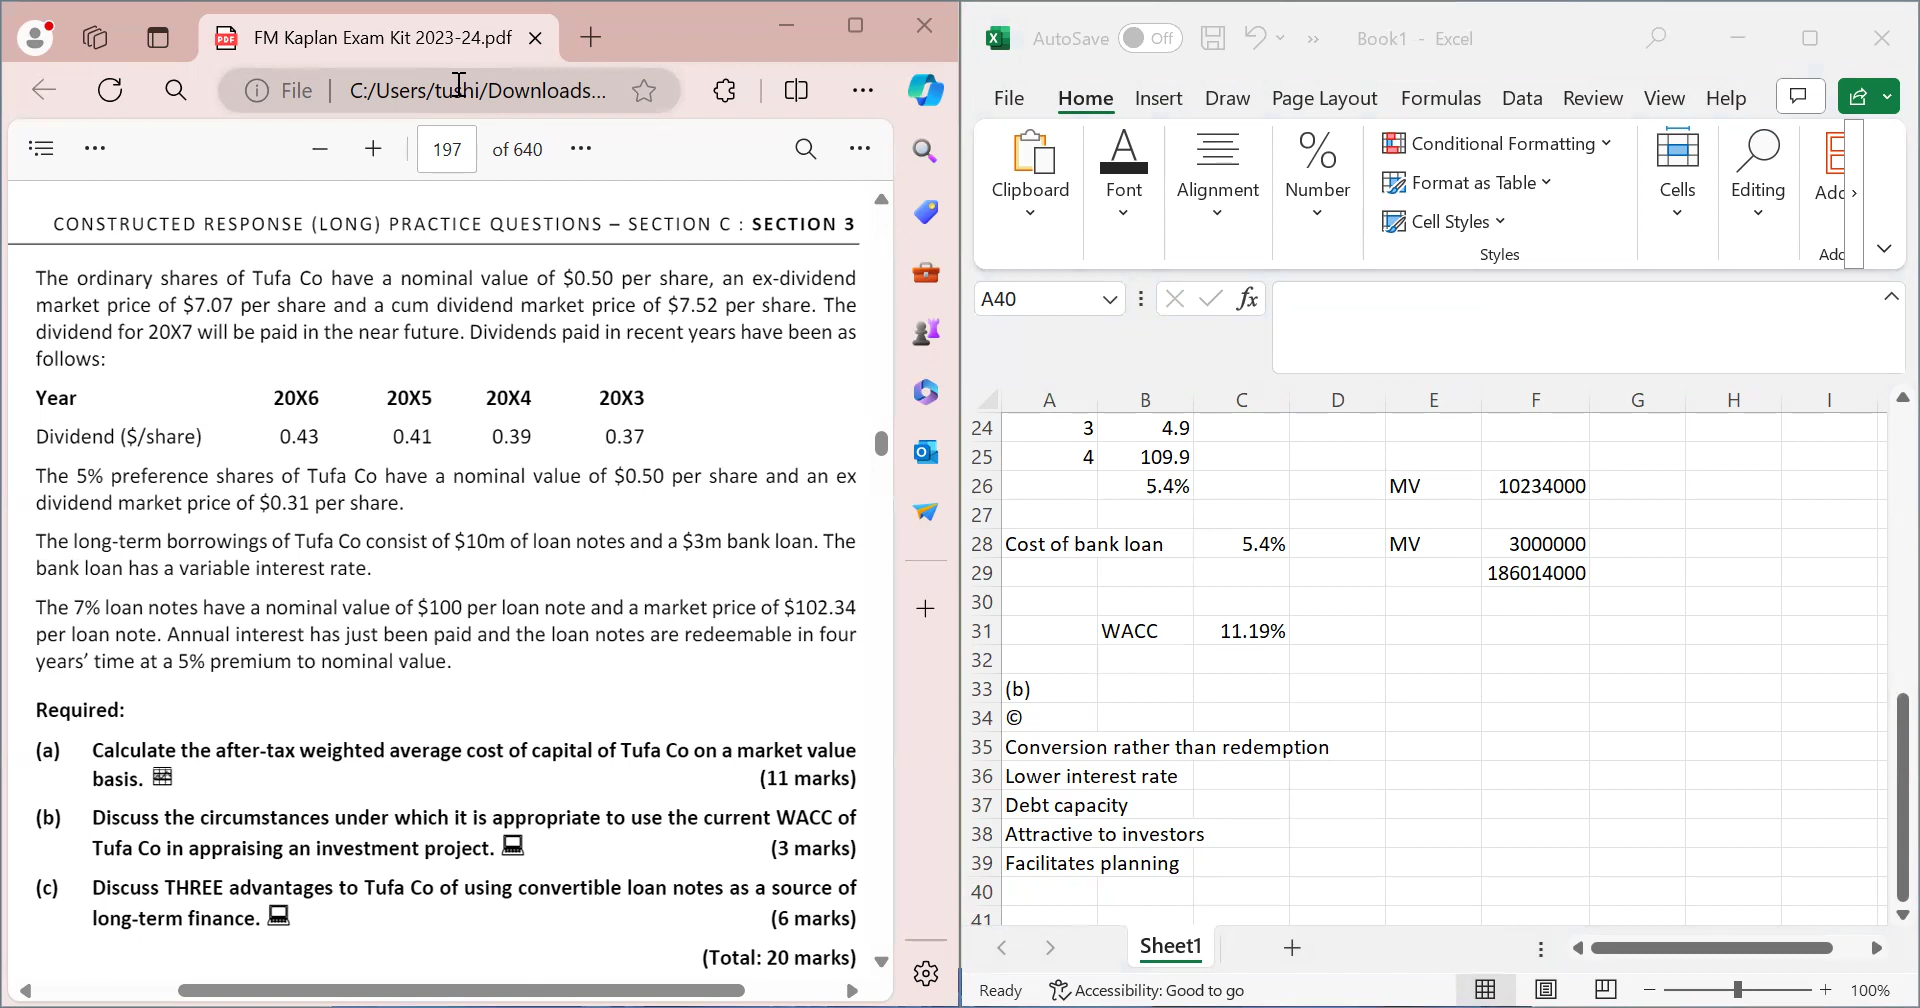 FM Kaplan Exam Kit 2023-24.pdf
File
C:/Users/tushi/Downloads...
197 of 640
CONSTRUCTED RESPONSE (LONG) PRACTICE QUESTIONS – SECTION C : SECTION 3
The ordinary shares of Tufa Co have a nominal value of $0.50 per share, an ex-dividend
market price of $7.07 per share and a cum dividend market price of $7.52 per share. The
dividend for 20X7 will be paid in the near future. Dividends paid in recent years have been as
follows:
Year 20X6 20X5 20X4 20X3
Dividend ($/share) 0.43 0.41 0.39 0.37
The 5% preference shares of Tufa Co have a nominal value of $0.50 per share and an ex
dividend market price of $0.31 per share.
The long-term borrowings of Tufa Co consist of $10m of loan notes and a $3m bank loan. The
bank loan has a variable interest rate.
The 7% loan notes have a nominal value of $100 per loan note and a market price of $102.34
per loan note. Annual interest has just been paid and the loan notes are redeemable in four
years' time at a 5% premium to nominal value.
Required:
(a) Calculate the after-tax weighted average cost of capital of Tufa Co on a market value
basis. (11 marks)
(b) Discuss the circumstances under which it is appropriate to use the current WACC of
Tufa Co in appraising an investment project. (3 marks)
(c) Discuss THREE advantages to Tufa Co of using convertible loan notes as a source of
long-term finance. (6 marks)
(Total: 20 marks)
AutoSave Off Book1 - Excel
File Home Insert Draw Page Layout Formulas Data Review View Help
Clipboard
Font
Alignment
Number
Conditional Formatting
Format as Table
Cell Styles
Styles
Cells
Editing
Add
Add
A40
fx
A B C D E F G H I
24 3 4.9
25 4 109.9
26 5.4% MV 10234000
27
28 Cost of bank loan 5.4% MV 3000000
29 186014000
30
31 WACC 11.19%
32
33 (b)
34 ©
35 Conversion rather than redemption
36 Lower interest rate
37 Debt capacity
38 Attractive to investors
39 Facilitates planning
40
41
Sheet1
Ready
Accessibility: Good to go
100%